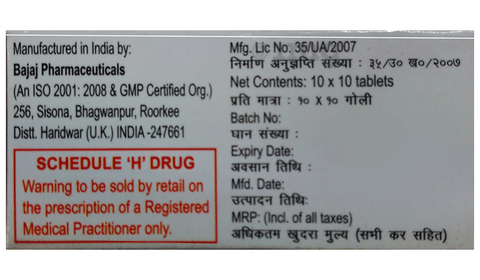 Manufactured in India by:
Bajaj Pharmaceuticals
(An ISO 2001: 2008 & GMP Certified Org.)
256, Sisona, Bhagwanpur, Roorkee
Distt. Haridwar (U.K.) INDIA -247661
SCHEDULE ‘H’ DRUG
Warning to be sold by retail on
the prescription of a Registered
Medical Practitioner only.
Mfg. Lic No. 35/UA/2007
निर्माण अनुज्ञप्ति संख्या : ३५/उ० ख०/२००७
Net Contents: 10 x 10 tablets
प्रति मात्रा : १० X १० गोली
Batch No:
घान संख्या :
Expiry Date:
अवसान तिथि :
Mfd. Date:
उत्पादन तिथि:
MRP: (Incl. of all taxes)
अधिकतम खुदरा मुल्य (सभी कर सहित)